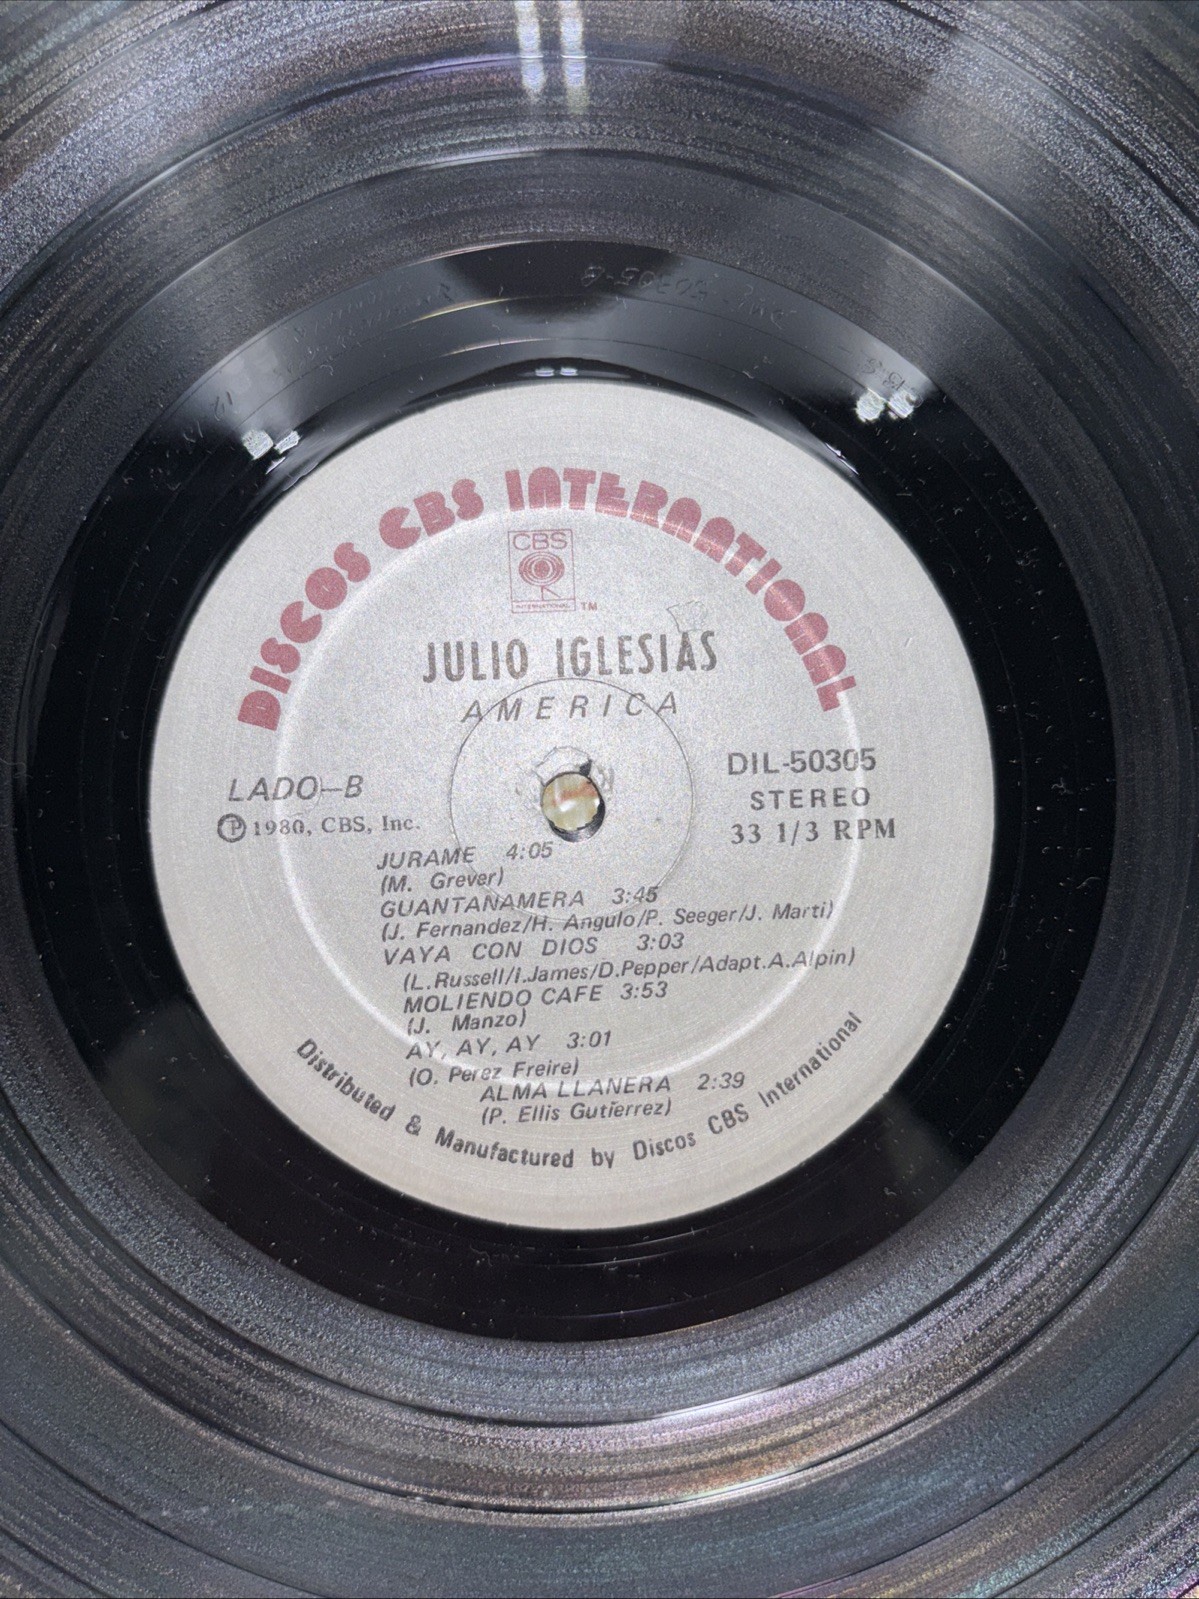 DISCOS CBS INTERNATIONAL
CBS
INTERNATIONAL
TM
JULIO IGLESIAS
AMERICA
DIL-50305
LADO-B
STEREO
℗ 1980, CBS, Inc.
33 1/3 RPM
JURAME 4:05
(M. Grever)
GUANTANAMERA 3:45
(J. Fernandez/H. Angulo/P. Seeger/J. Marti)
VAYA CON DIOS 3:03
(L.Russell/I.James/D.Pepper/Adapt.A.Alpin)
MOLIENDO CAFE 3:53
(J. Manzo)
AY, AY, AY 3:01
(O. Perez Freire)
ALMA LLANERA 2:39
(P. Ellis Gutierrez)
Distributed & Manufactured by Discos CBS International